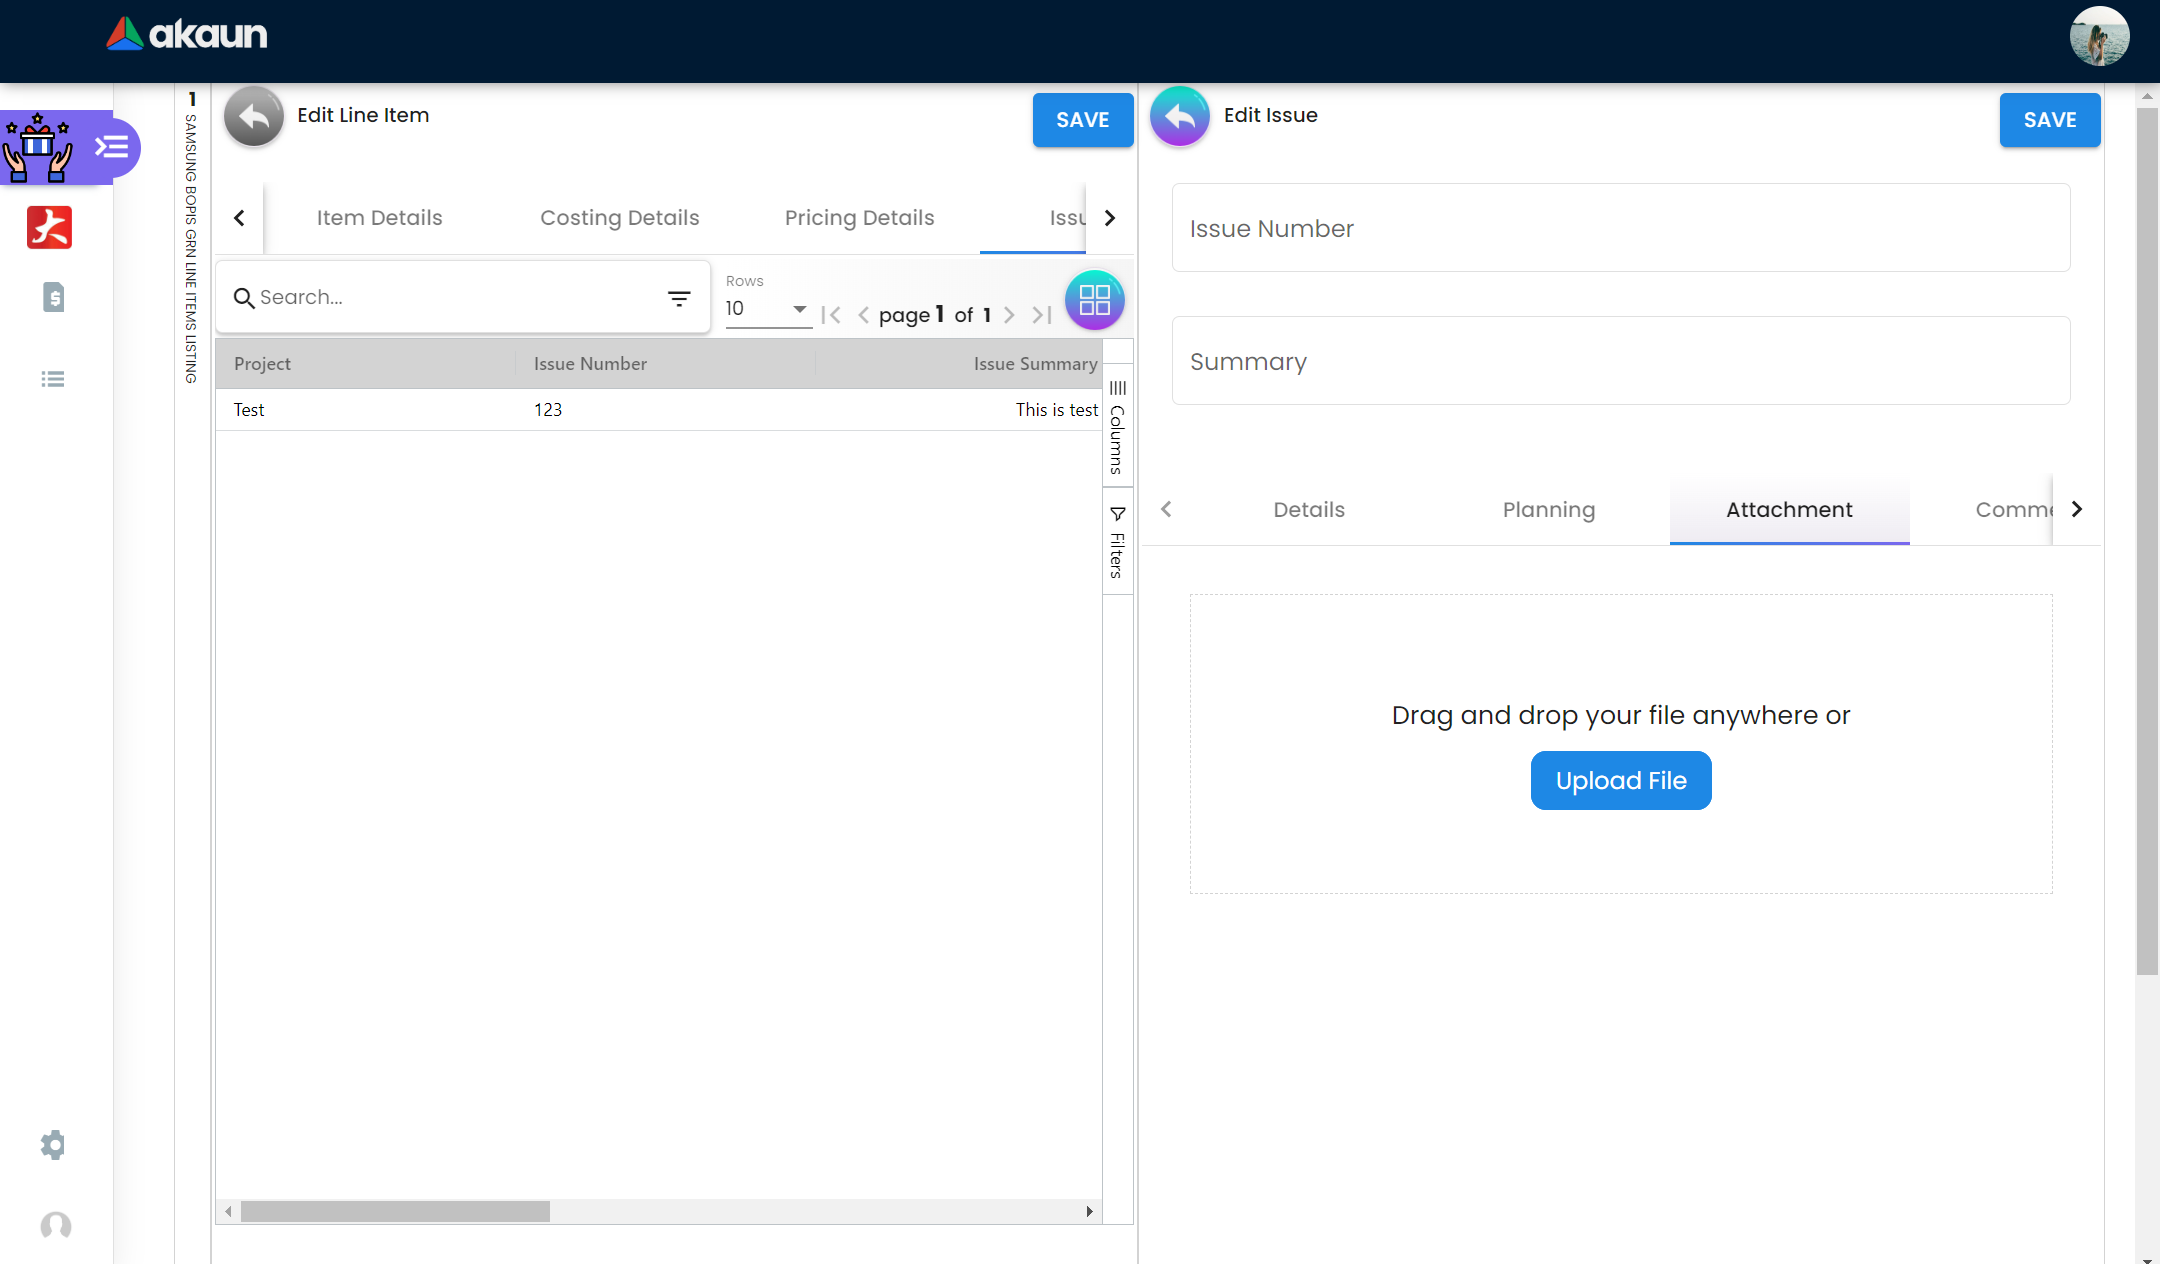 akaun
1 SAMSUNG BOPIS GRN LINE ITEMS LISTING
Edit Line Item
SAVE
Item Details
Costing Details
Pricing Details
Issu
Search...
Rows
10
page 1 of 1
Project
Issue Number
Issue Summary
Test
123
This is test
Columns
Filters
Edit Issue
SAVE
Issue Number
Summary
Details
Planning
Attachment
Comme
Drag and drop your file anywhere or
Upload File